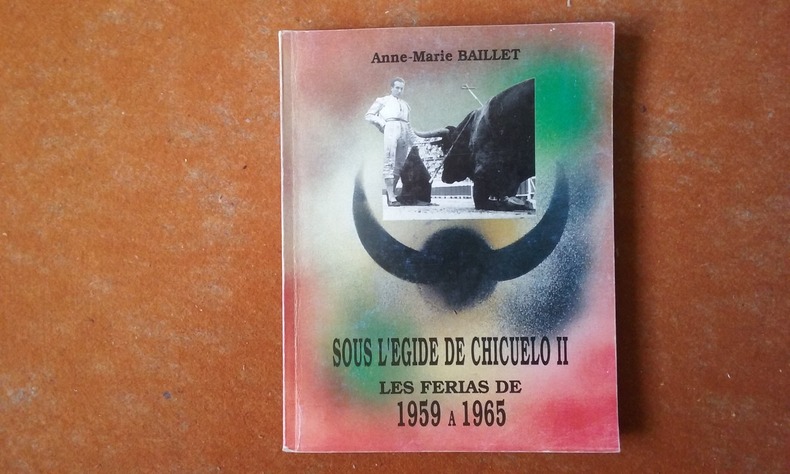 Anne-Marie BAILLET
SOUS L'EGIDE DE CHICUELO II
LES FERIAS DE
1959 A 1965